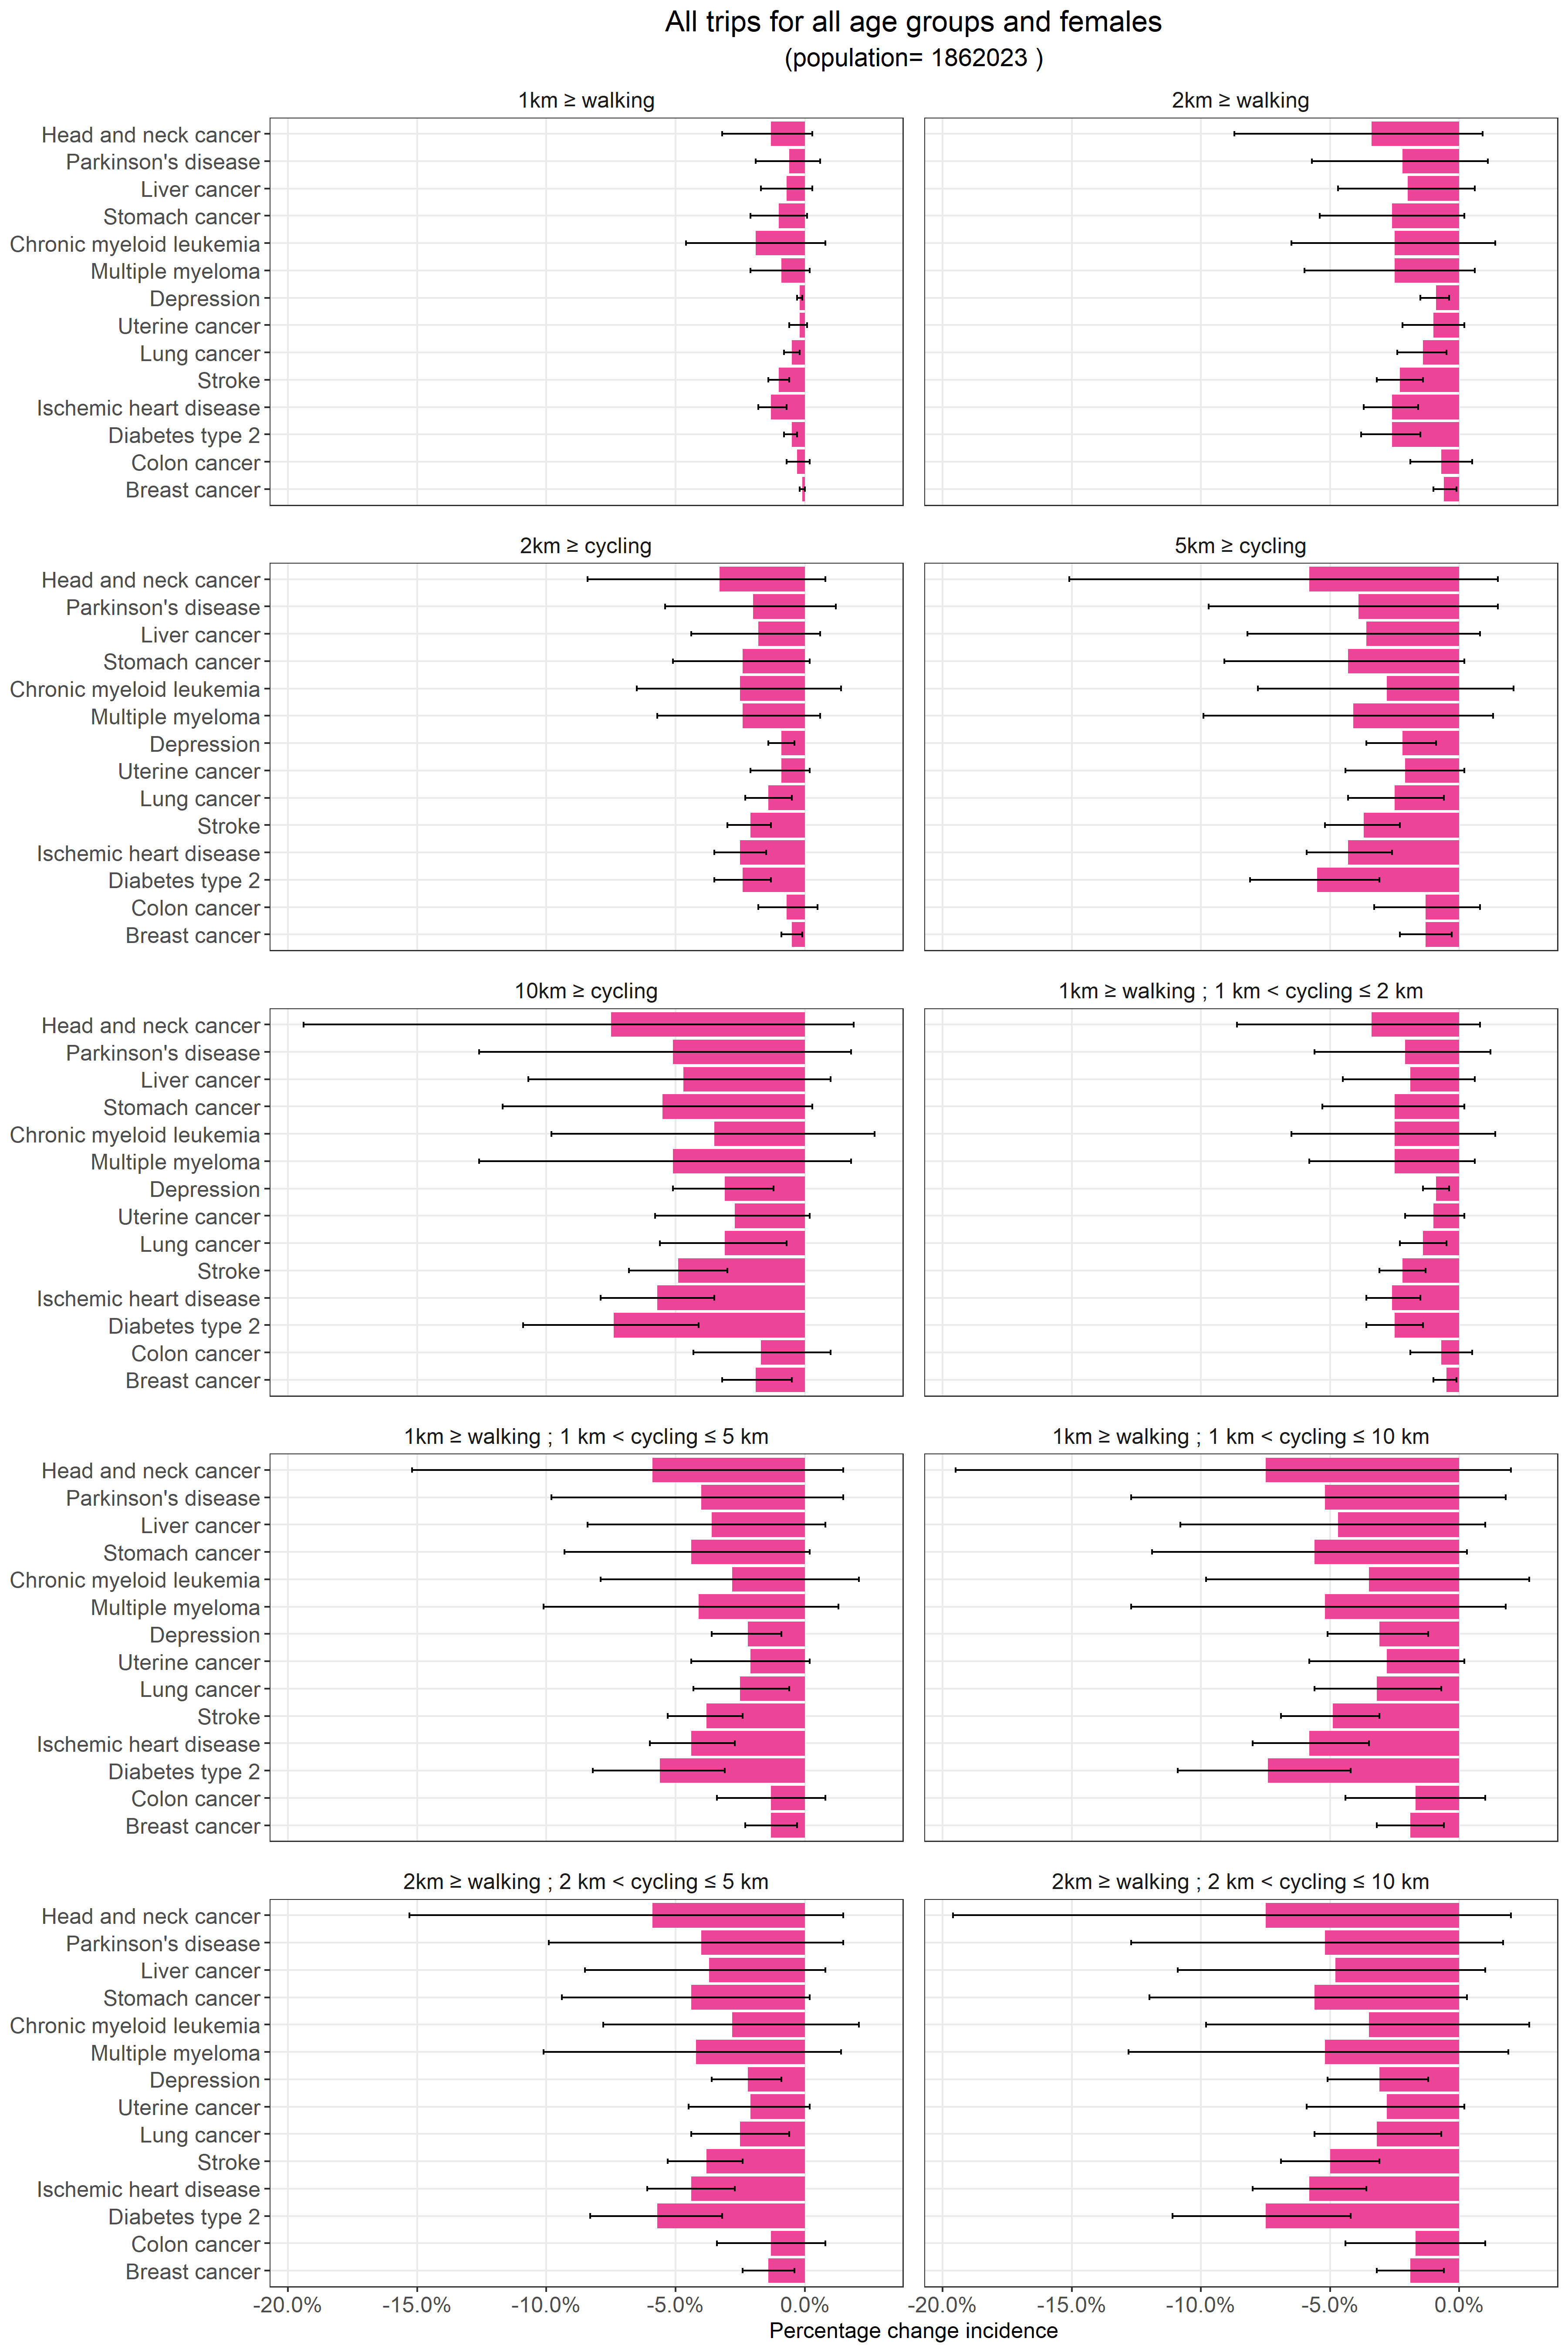 All trips for all age groups and females
(population= 1862023 )
1km ≥ walking
2km ≥ walking
Head and neck cancer
Parkinson's disease
Liver cancer
Stomach cancer
Chronic myeloid leukemia
Multiple myeloma
Depression
Uterine cancer
Lung cancer
Stroke
Ischemic heart disease
Diabetes type 2
Colon cancer
Breast cancer
2km ≥ cycling
5km ≥ cycling
Head and neck cancer
Parkinson's disease
Liver cancer
Stomach cancer
Chronic myeloid leukemia
Multiple myeloma
Depression
Uterine cancer
Lung cancer
Stroke
Ischemic heart disease
Diabetes type 2
Colon cancer
Breast cancer
10km ≥ cycling
1km ≥ walking ; 1 km < cycling ≤ 2 km
Head and neck cancer
Parkinson's disease
Liver cancer
Stomach cancer
Chronic myeloid leukemia
Multiple myeloma
Depression
Uterine cancer
Lung cancer
Stroke
Ischemic heart disease
Diabetes type 2
Colon cancer
Breast cancer
1km ≥ walking ; 1 km < cycling ≤ 5 km
1km ≥ walking ; 1 km < cycling ≤ 10 km
Head and neck cancer
Parkinson's disease
Liver cancer
Stomach cancer
Chronic myeloid leukemia
Multiple myeloma
Depression
Uterine cancer
Lung cancer
Stroke
Ischemic heart disease
Diabetes type 2
Colon cancer
Breast cancer
2km ≥ walking ; 2 km < cycling ≤ 5 km
2km ≥ walking ; 2 km < cycling ≤ 10 km
Head and neck cancer
Parkinson's disease
Liver cancer
Stomach cancer
Chronic myeloid leukemia
Multiple myeloma
Depression
Uterine cancer
Lung cancer
Stroke
Ischemic heart disease
Diabetes type 2
Colon cancer
Breast cancer
-20.0% -15.0% -10.0% -5.0% 0.0%
-20.0% -15.0% -10.0% -5.0% 0.0%
Percentage change incidence